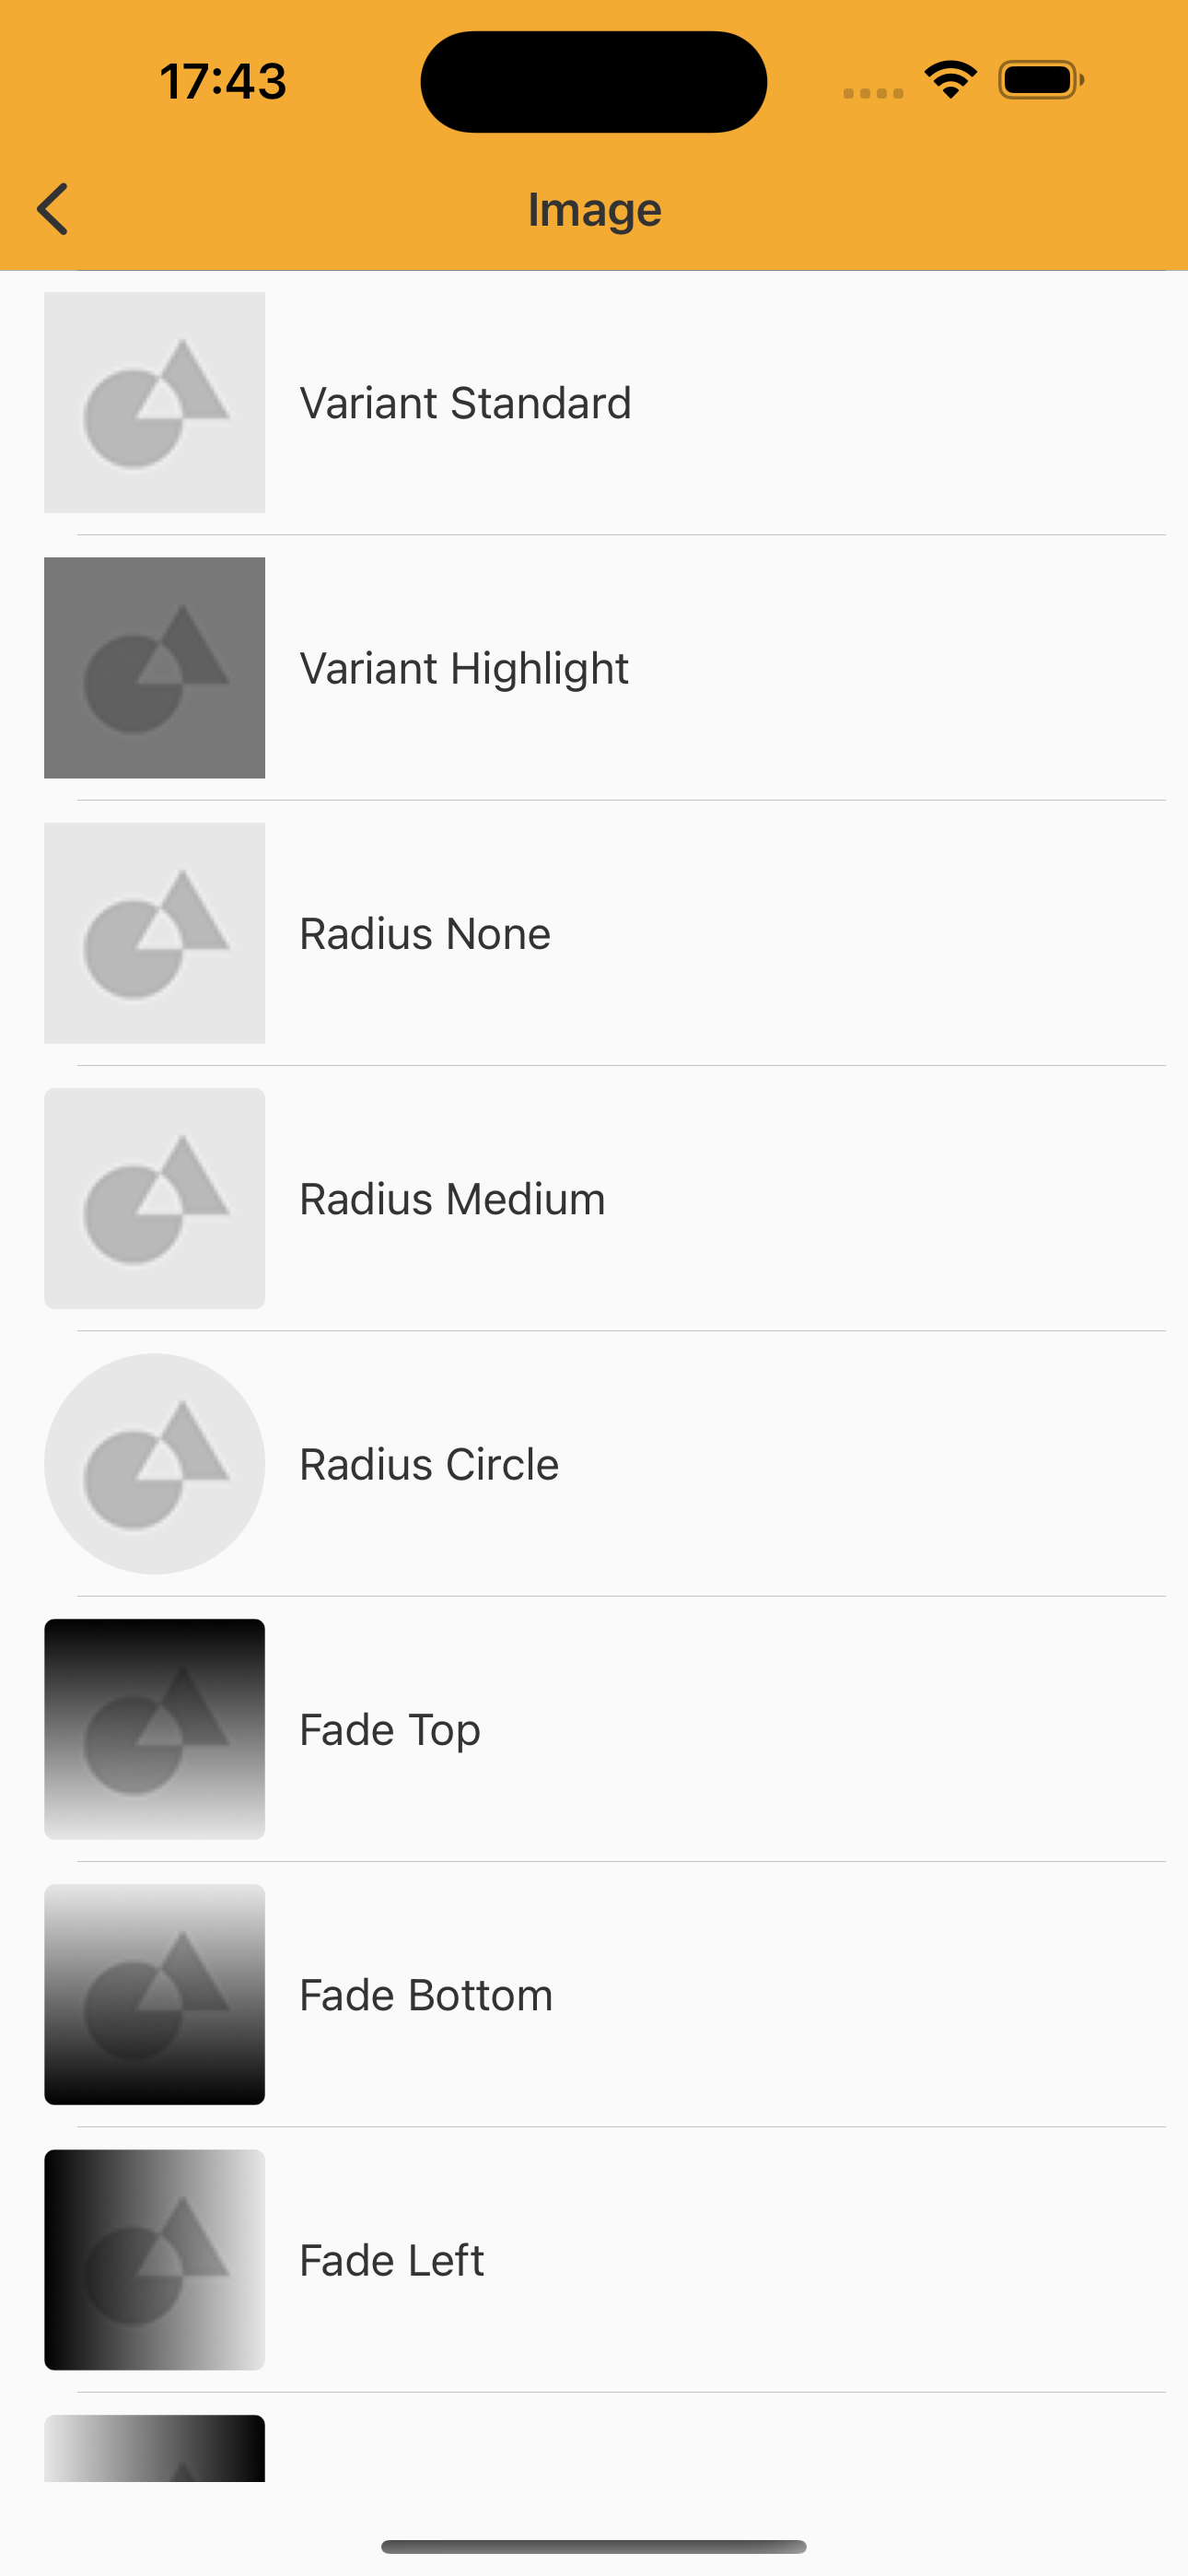 17:43
Image
Variant Standard
Variant Highlight
Radius None
Radius Medium
Radius Circle
Fade Top
Fade Bottom
Fade Left